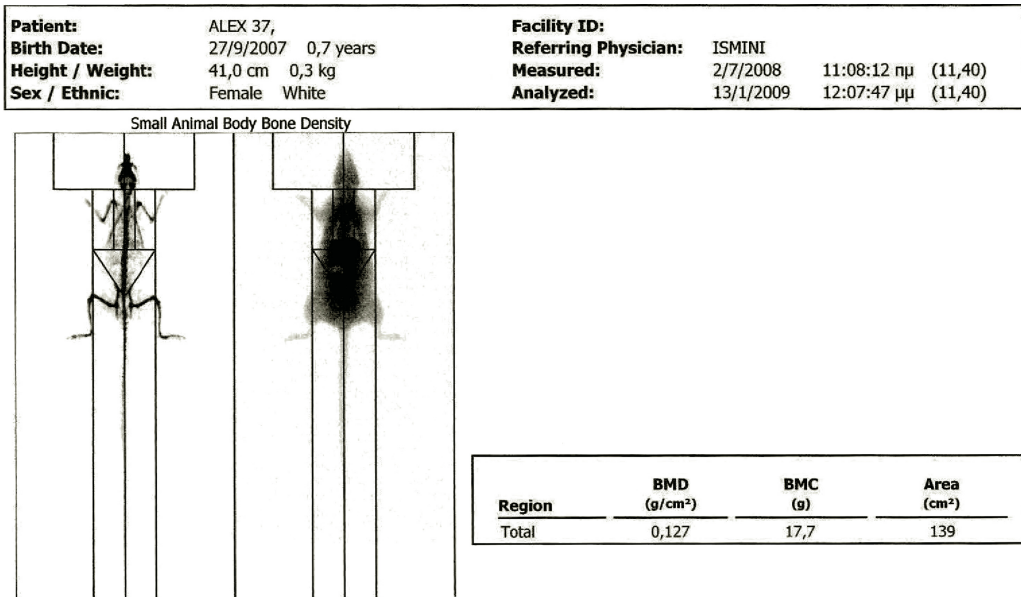 Patient: ALEX 37, Facility ID:
Birth Date: 27/9/2007 0,7 years Referring Physician: ISMINI
Height / Weight: 41,0 cm 0,3 kg Measured: 2/7/2008 11:08:12 πμ (11,40)
Sex / Ethnic: Female White Analyzed: 13/1/2009 12:07:47 μμ (11,40)
Small Animal Body Bone Density
BMD BMC Area
Region (g/cm²) (g) (cm²)
Total 0,127 17,7 139